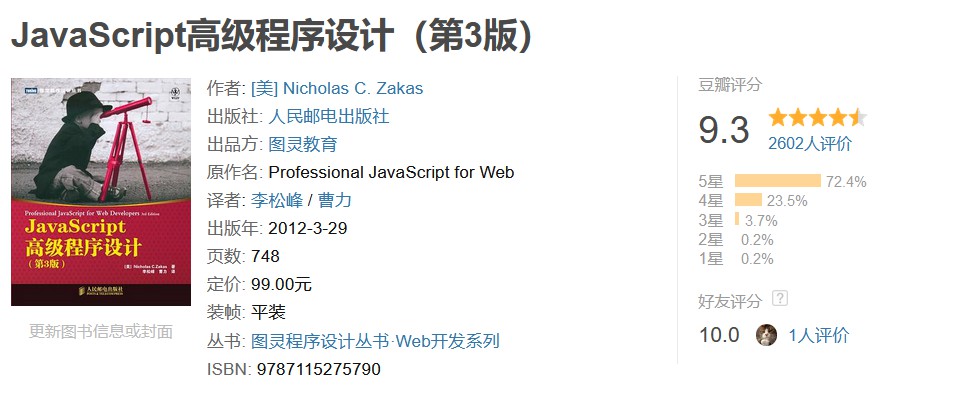 JavaScript高级程序设计（第3版）
Professional JavaScript for Web Developers 3rd Edition
JavaScript
高级程序设计
（第3版）
[美] Nicholas C.Zakas 著
李松峰 曹力 译
人民邮电出版社
POSTS & TELECOM PRESS
更新图书信息或封面
作者: [美] Nicholas C. Zakas
出版社: 人民邮电出版社
出品方: 图灵教育
原作名: Professional JavaScript for Web
译者: 李松峰 / 曹力
出版年: 2012-3-29
页数: 748
定价: 99.00元
装帧: 平装
丛书: 图灵程序设计丛书·Web开发系列
ISBN: 9787115275790
豆瓣评分
9.3
2602人评价
5星 72.4%
4星 23.5%
3星 3.7%
2星 0.2%
1星 0.2%
好友评分 ?
10.0 1人评价